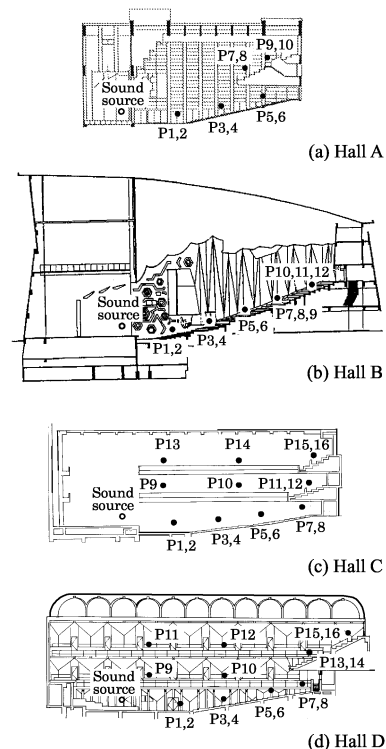 P9,10
P7,8
Sound
source
P5,6
P3,4
P1,2
(a) Hall A
P10,11,12
Sound
source
P7,8,9
P5,6
P3,4
P1,2
(b) Hall B
P13 P14 P15,16
P9 P10 P11,12
Sound
source
P7,8
P5,6
P3,4
P1,2
(c) Hall C
P11 P12 P15,16
P9 P10 P13,14
Sound
source
P7,8
P5,6
P3,4
P1,2
(d) Hall D